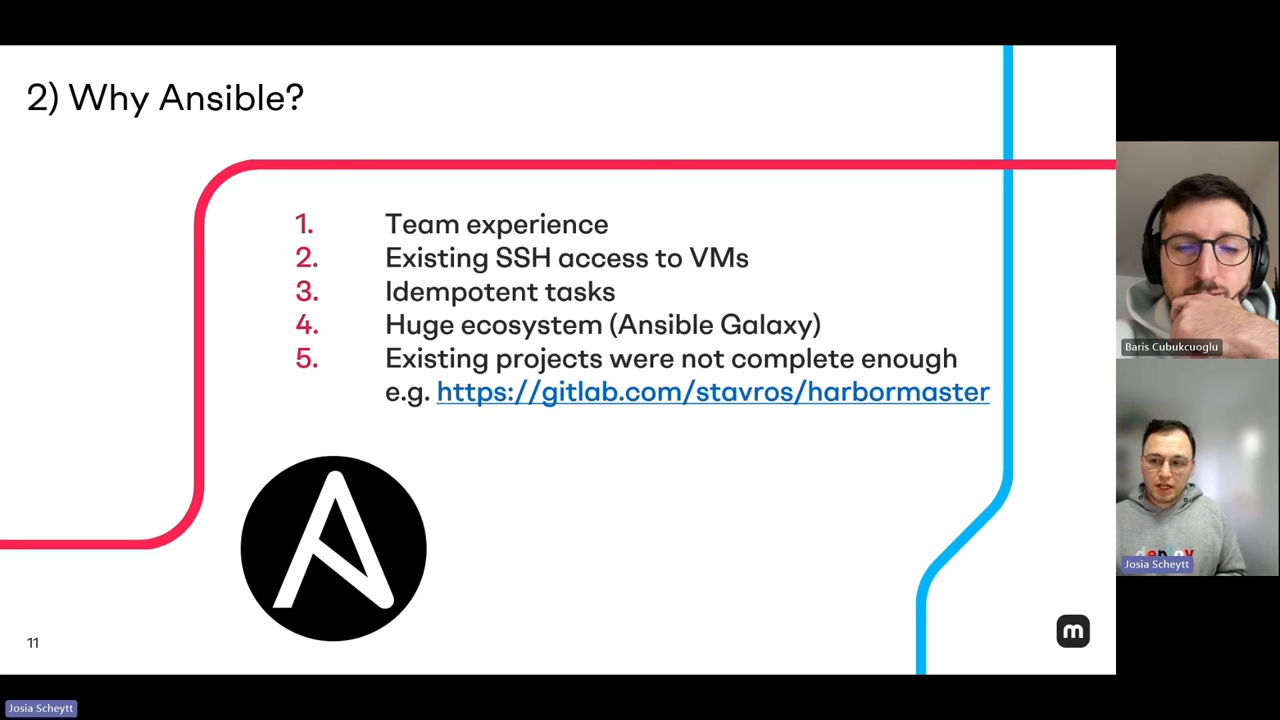 2) Why Ansible?
1. Team experience
2. Existing SSH access to VMs
3. Idempotent tasks
4. Huge ecosystem (Ansible Galaxy)
5. Existing projects were not complete enough
e.g. https://gitlab.com/stavros/harbormaster
11
m
Baris Cubukcuoglu
deploy
Josia Scheytt
Josia Scheytt